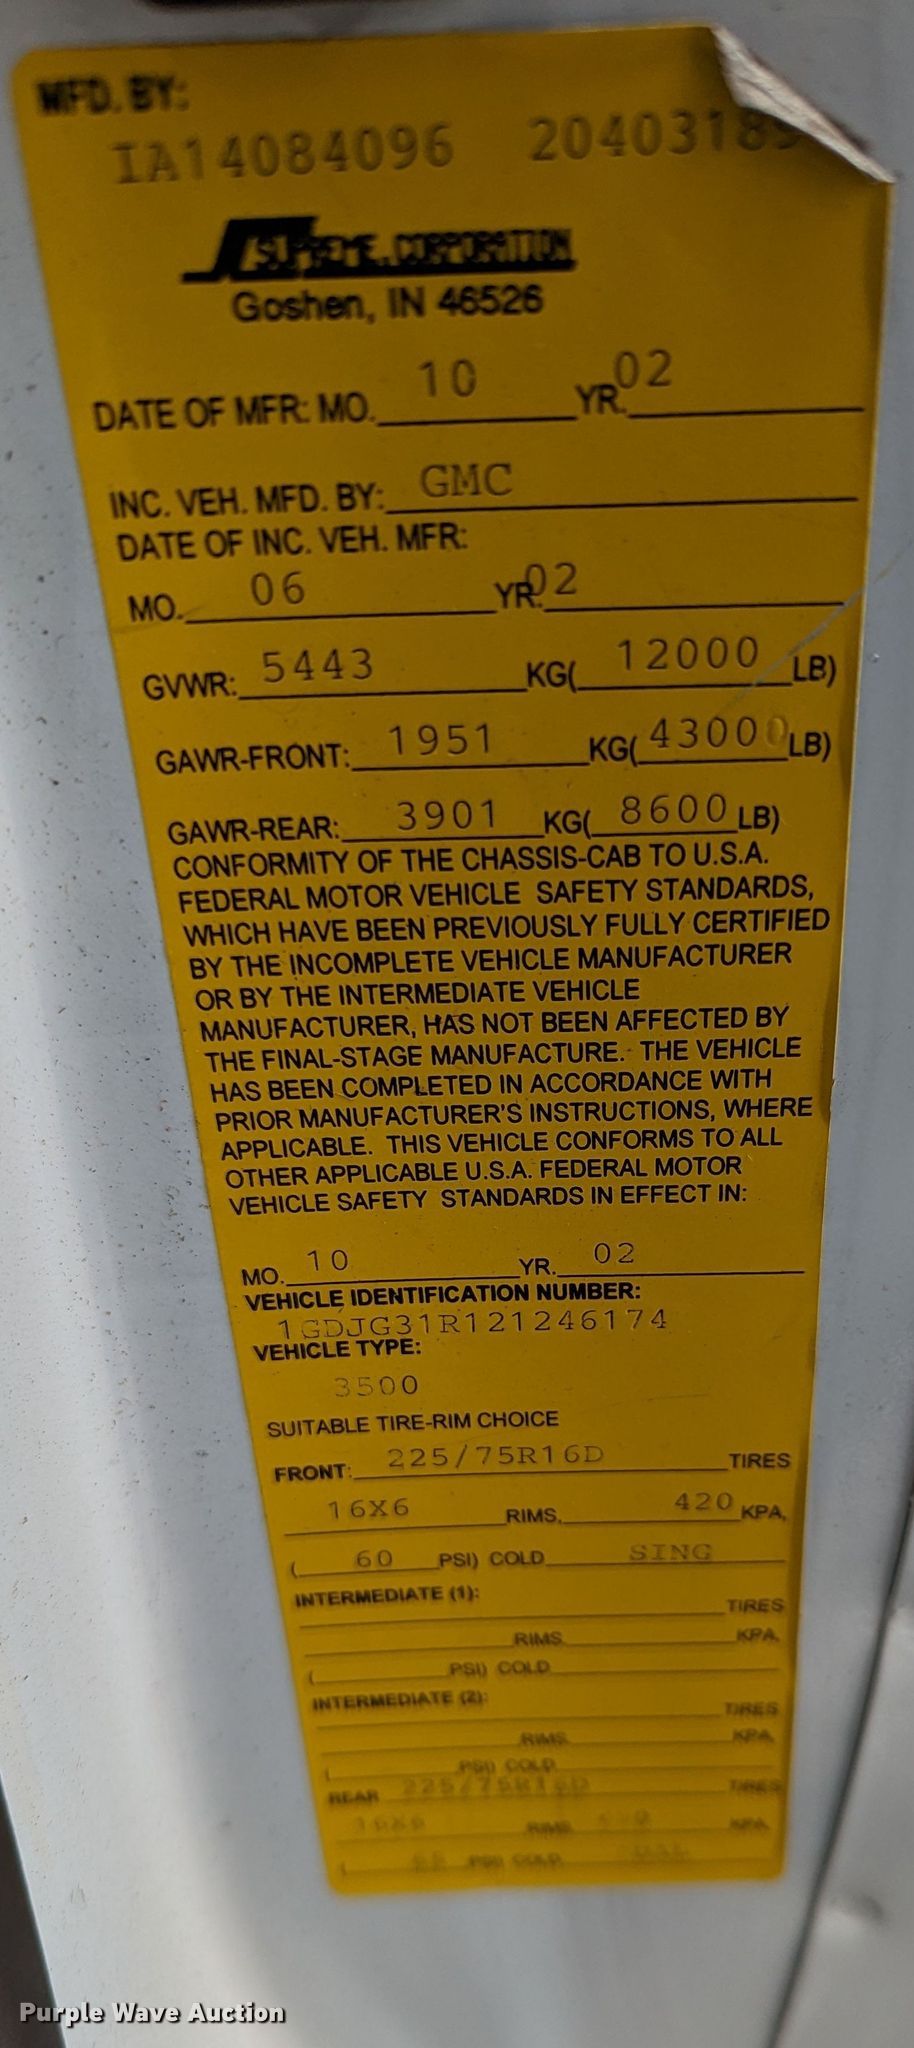 MFD. BY:
IA14084096 20403189
SUPREME CORPORATION
Goshen, IN 46526
DATE OF MFR: MO. 10 YR. 02
INC. VEH. MFD. BY: GMC
DATE OF INC. VEH. MFR:
MO. 06 YR. 02
GVWR: 5443 KG( 12000 LB)
GAWR-FRONT: 1951 KG( 43000 LB)
GAWR-REAR: 3901 KG( 8600 LB)
CONFORMITY OF THE CHASSIS-CAB TO U.S.A.
FEDERAL MOTOR VEHICLE SAFETY STANDARDS,
WHICH HAVE BEEN PREVIOUSLY FULLY CERTIFIED
BY THE INCOMPLETE VEHICLE MANUFACTURER
OR BY THE INTERMEDIATE VEHICLE
MANUFACTURER, HAS NOT BEEN AFFECTED BY
THE FINAL-STAGE MANUFACTURE. THE VEHICLE
HAS BEEN COMPLETED IN ACCORDANCE WITH
PRIOR MANUFACTURER'S INSTRUCTIONS, WHERE
APPLICABLE. THIS VEHICLE CONFORMS TO ALL
OTHER APPLICABLE U.S.A. FEDERAL MOTOR
VEHICLE SAFETY STANDARDS IN EFFECT IN:
MO. 10 YR. 02
VEHICLE IDENTIFICATION NUMBER:
1GDJG31R121246174
VEHICLE TYPE:
3500
SUITABLE TIRE-RIM CHOICE
FRONT: 225/75R16D TIRES
16X6 RIMS, 420 KPA,
( 60 PSI) COLD SING
INTERMEDIATE (1):
TIRES
RIMS KPA,
( PSI) COLD
INTERMEDIATE (2):
TIRES
RIMS KPA,
( PSI) COLD
REAR 225/75R16D TIRES
16X6 RIMS KPA,
( PSI) COLD
Purple Wave Auction